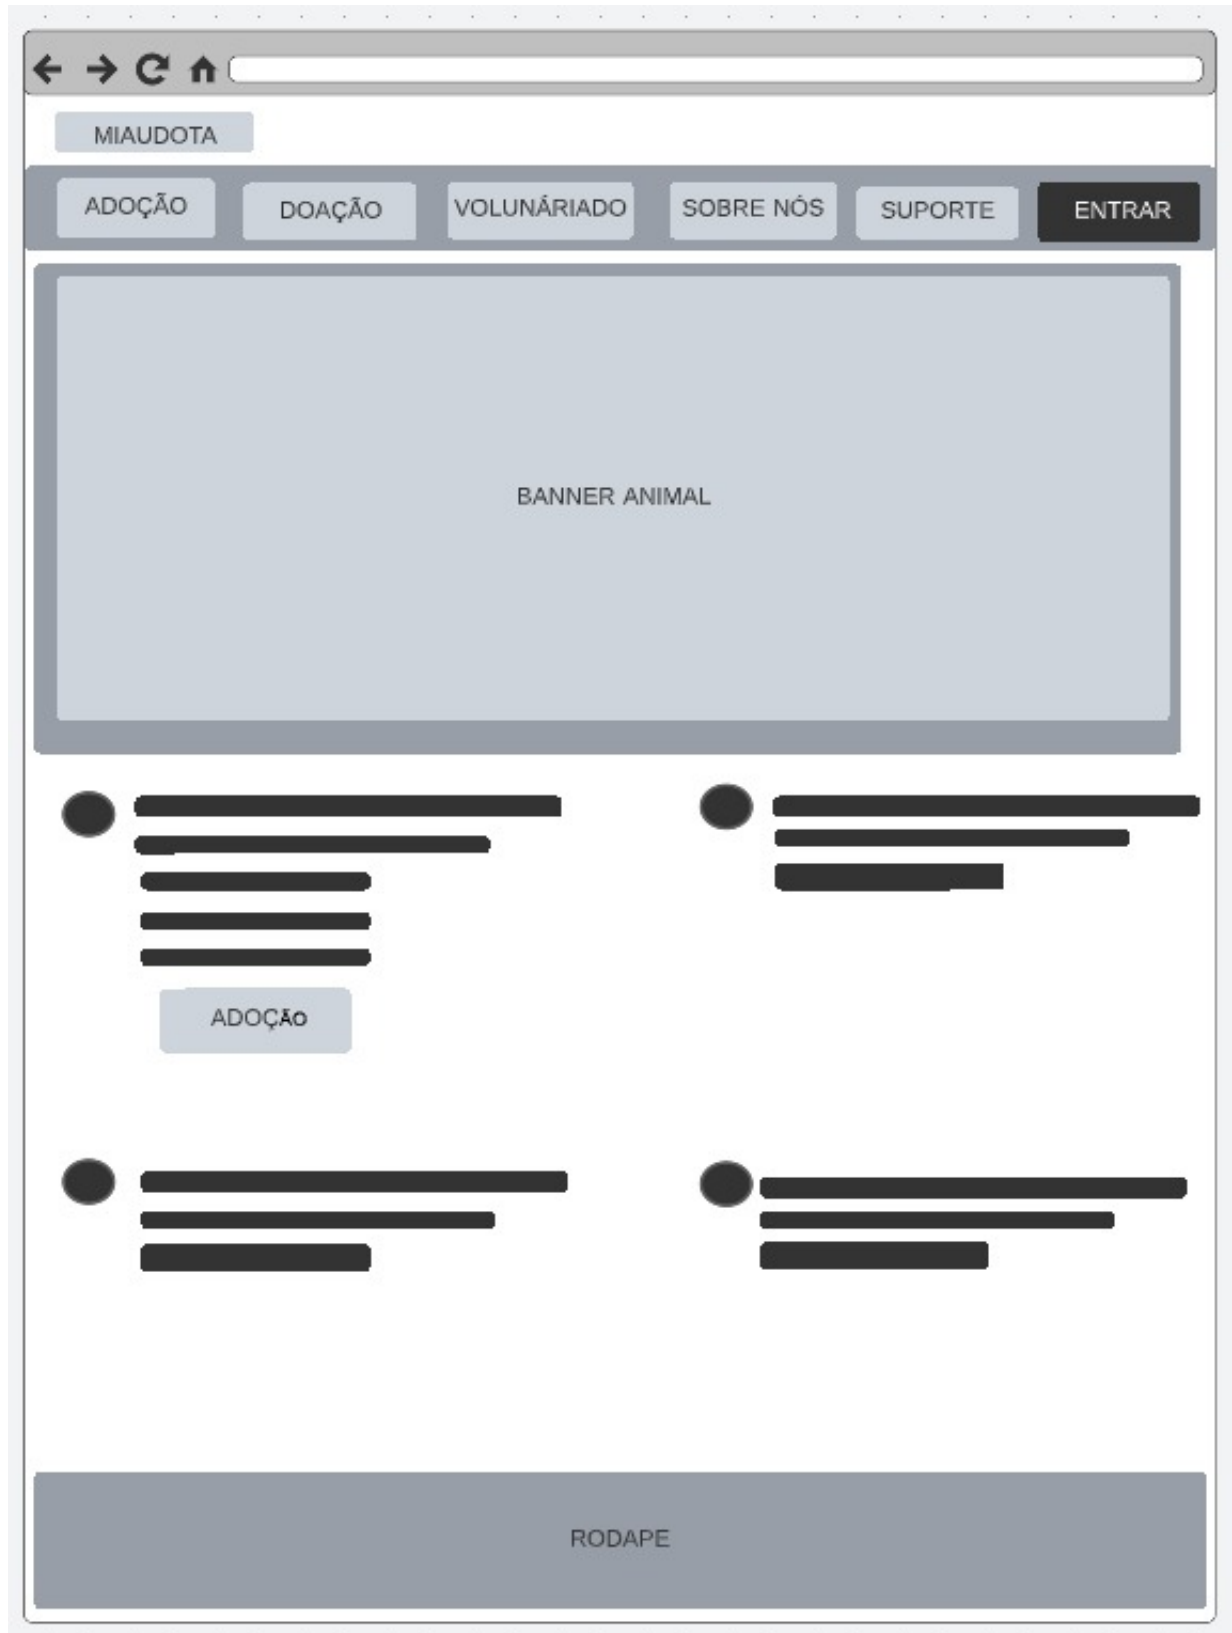 MIAUDOTA
ADOÇÃO DOAÇÃO VOLUNÁRIADO SOBRE NÓS SUPORTE ENTRAR
BANNER ANIMAL
ADOÇÃO
RODAPE